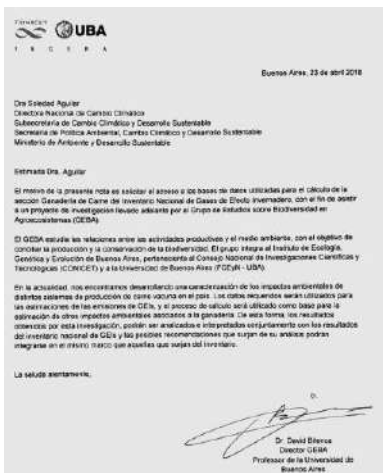 CONICET
UBA
I E G E B A
Buenos Aires, 23 de abril 2018
Dra Soledad Aguilar
Directora Nacional de Cambio Climático
Subsecretaría de Cambio Climático y Desarrollo Sustentable
Secretaría de Política Ambiental, Cambio Climático y Desarrollo Sustentable
Ministerio de Ambiente y Desarrollo Sustentable
Estimada Dra. Aguilar
El motivo de la presente nota es solicitar el acceso a las bases de datos utilizadas para el cálculo de la
sección Ganadería de Carne del Inventario Nacional de Gases de Efecto Invernadero, con el fin de asistir
a un proyecto de investigación llevado adelante por el Grupo de Estudios sobre Biodiversidad en
Agroecosistemas (GEBA).
El GEBA estudia las relaciones entre las actividades productivas y el medio ambiente, con el objetivo de
conciliar la producción y la conservación de la biodiversidad. El grupo integra el Instituto de Ecología,
Genética y Evolución de Buenos Aires, perteneciente al Consejo Nacional de Investigaciones Científicas y
Tecnológicas (CONICET) y a la Universidad de Buenos Aires (FCEyN - UBA).
En la actualidad, nos encontramos desarrollando una caracterización de los impactos ambientales de
distintos sistemas de producción de carne vacuna en el país. Los datos requeridos serán utilizados para
las estimaciones de las emisiones de GEIs, y el proceso de cálculo será utilizado como base para la
estimación de otros impactos ambientales asociados a la ganadería. De esta forma, los resultados
obtenidos por esta investigación, podrán ser analizados e interpretados conjuntamente con los resultados
del inventario nacional de GEIs y las posibles recomendaciones que surjan de su análisis podrán
integrarse en el mismo marco que aquellas que surjan del inventario.
La saluda atentamente,
D.
Dr. David Bilenca
Director GEBA
Professor de la Universidad de
Buenos Aires